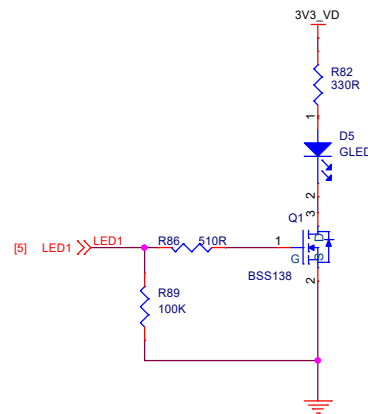 3V3_VD
R82
330R
1
D5
GLED
2
3
Q1
D
[5] LED1 LED1 R86 510R 1
G S
BSS138
2
R89
100K